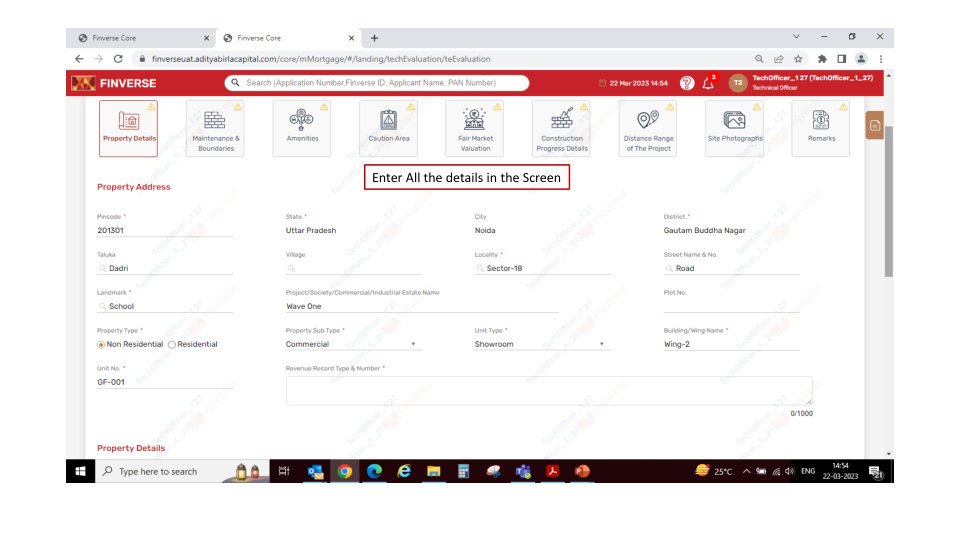 Finverse Core
Finverse Core
finverseuat.adityabirlacapital.com/core/mMortgage/#/landing/techEvaluation/teEvaluation
FINVERSE
Search (Application Number,Finverse ID, Applicant Name, PAN Number)
22 Mar 2023 14:54
3
T2
TechOfficer_127 (TechOfficer_1_27)
Technical Officer
Property Details
Maintenance & Boundaries
Amenities
Caution Area
Fair Market Valuation
Construction Progress Details
Distance Range of The Project
Site Photographs
Remarks
Enter All the details in the Screen
Property Address
Pincode *
State *
City
District *
201301
Uttar Pradesh
Noida
Gautam Buddha Nagar
Taluka
Village
Locality *
Street Name & No.
Dadri
Sector-18
Road
Landmark *
Project/Society/Commercial/Industrial Estate Name
Plot No.
School
Wave One
Property Type *
Property Sub Type *
Unit Type *
Building/Wing Name *
Non Residential
Residential
Commercial
Showroom
Wing-2
Unit No. *
Revenue Record Type & Number *
GF-001
0/1000
Property Details
Type here to search
25°C
ENG
14:54
22-03-2023
21